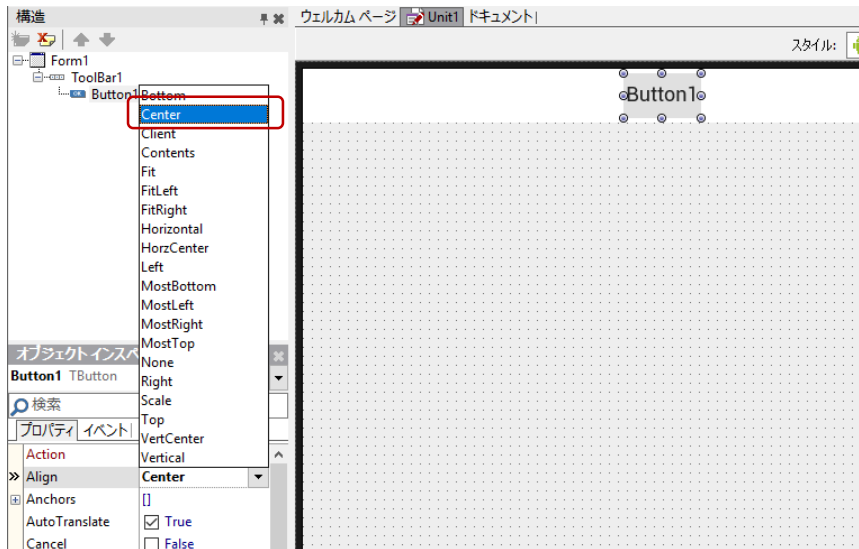 構造
ウェルカム ページ Unit1 ドキュメント
スタイル:
Form1
ToolBar1
Button1
Bottom
Center
Client
Contents
Fit
FitLeft
FitRight
Horizontal
HorzCenter
Left
MostBottom
MostLeft
MostRight
MostTop
None
Right
Scale
Top
VertCenter
Vertical
Button1
オブジェクト インスペ
Button1 TButton
検索
プロパティ イベント
Action
Align Center
Anchors []
AutoTranslate True
Cancel False